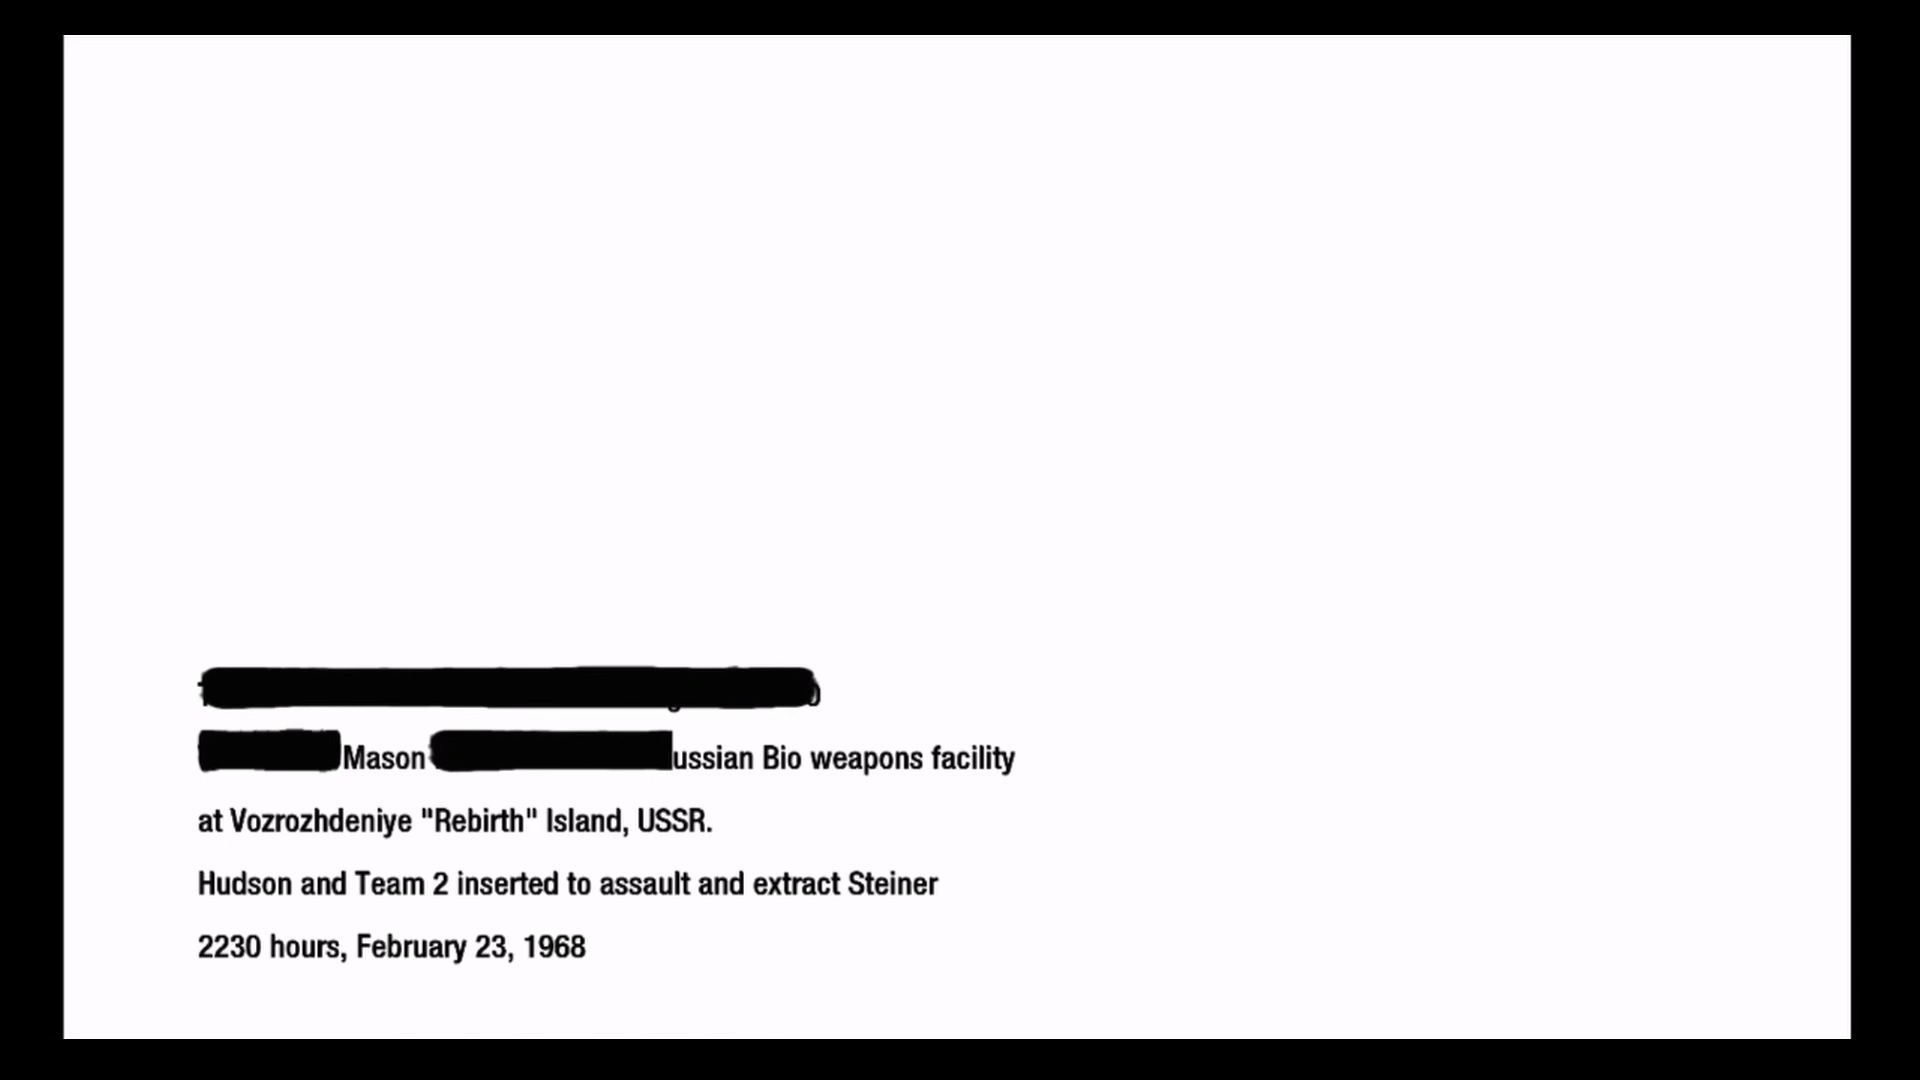 Mason ussian Bio weapons facility
at Vozrozhdeniye "Rebirth" Island, USSR.
Hudson and Team 2 inserted to assault and extract Steiner
2230 hours, February 23, 1968